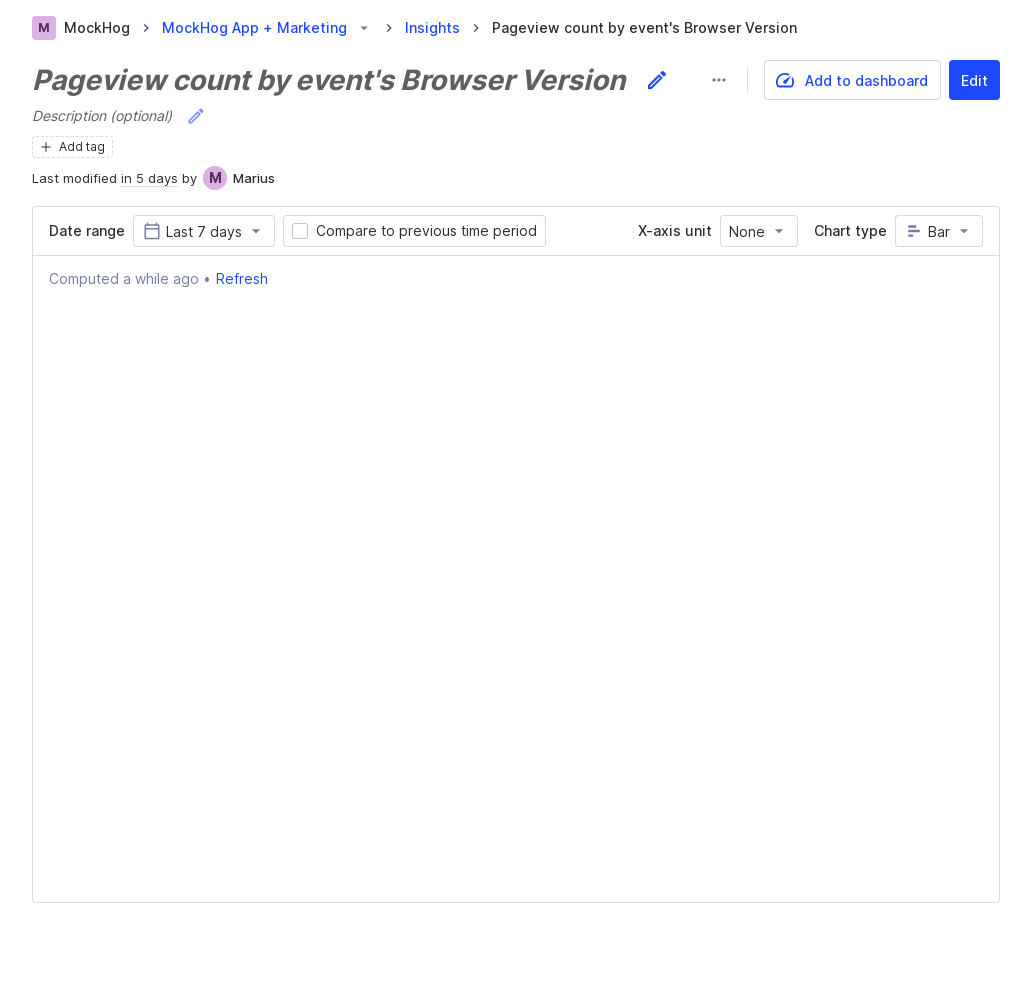 M MockHog MockHog App + Marketing Insights Pageview count by event's Browser Version
Pageview count by event's Browser Version Add to dashboard Edit
Description (optional)
Add tag
Last modified in 5 days by M Marius
Date range Last 7 days Compare to previous time period X-axis unit None Chart type Bar
Computed a while ago • Refresh